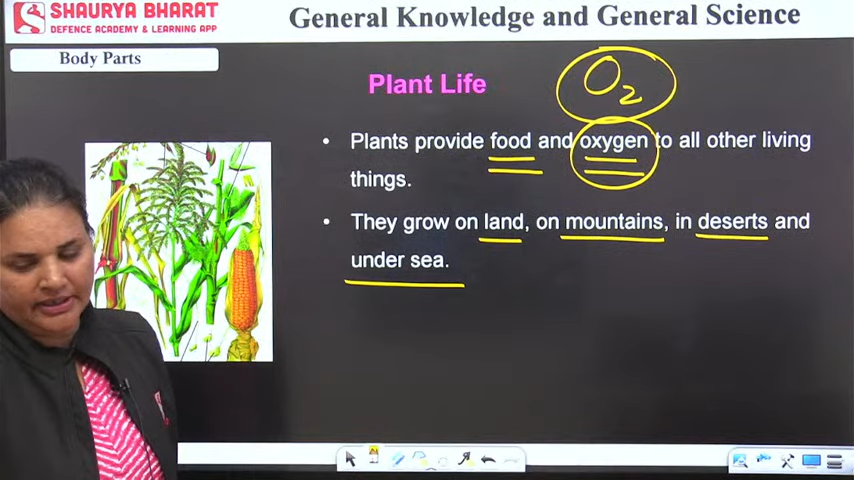 SHAURYA BHARAT
DEFENCE ACADEMY & LEARNING APP
General Knowledge and General Science
Body Parts
Plant Life
O2
• Plants provide food and oxygen to all other living
things.
• They grow on land, on mountains, in deserts and
under sea.